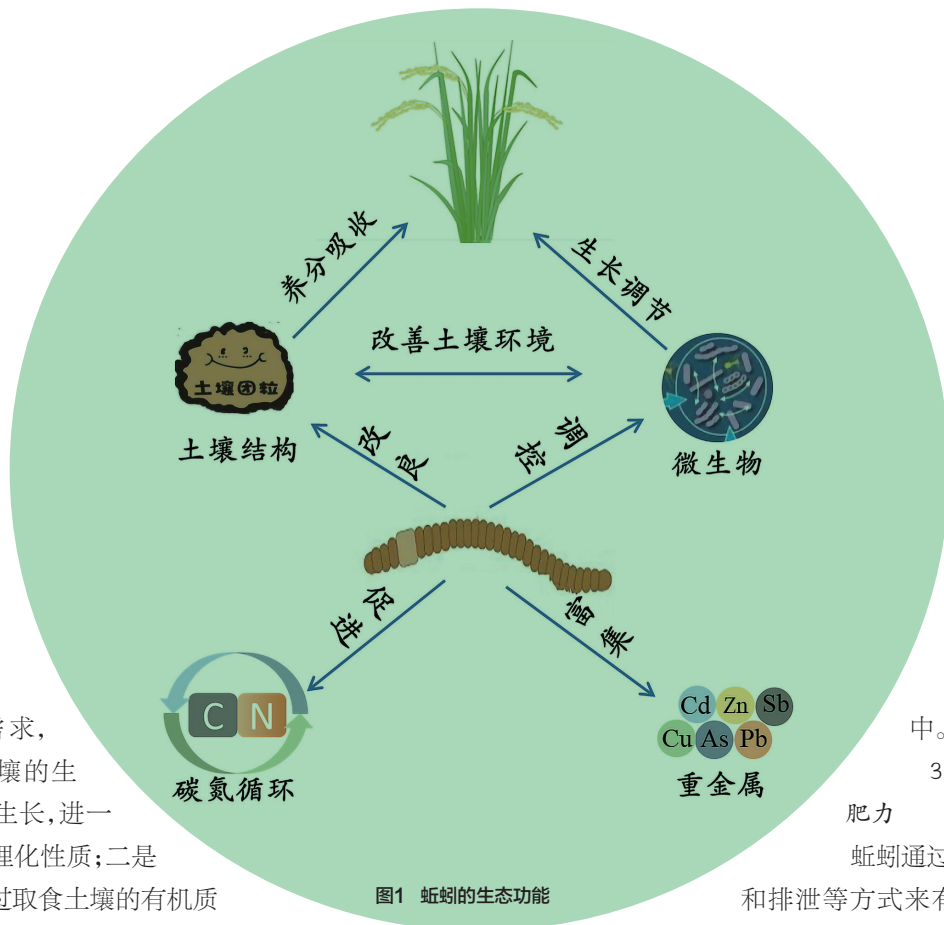 养分吸收
生长调节
改善土壤环境
土壤团粒
土壤结构
微生物
改良
调控
促进
富集
C N
碳氮循环
Cd Zn Sb
Cu As Pb
重金属
求,
壤的生
生长,进一
理化性质;二是
过取食土壤的有机质
图1 蚯蚓的生态功能
中。
3
肥力
蚯蚓通过
和排泄等方式来有